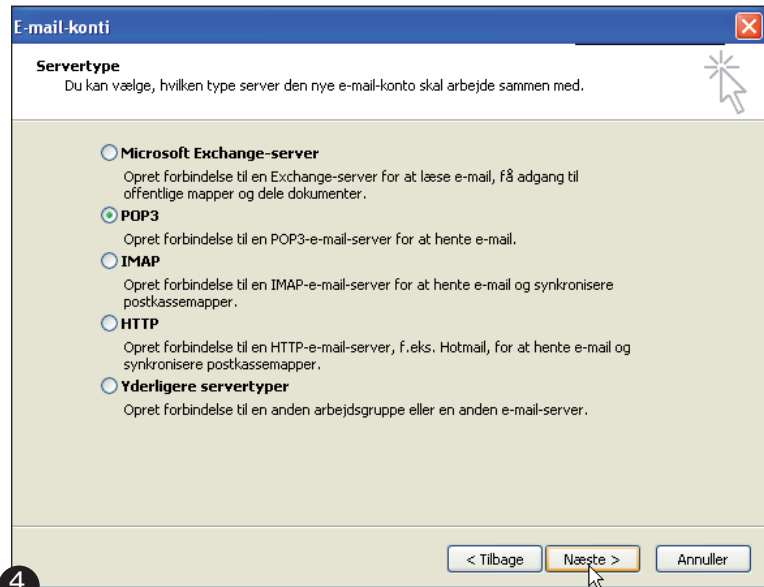 E-mail-konti
Servertype
Du kan vælge, hvilken type server den nye e-mail-konto skal arbejde sammen med.
Microsoft Exchange-server
Opret forbindelse til en Exchange-server for at læse e-mail, få adgang til
offentlige mapper og dele dokumenter.
POP3
Opret forbindelse til en POP3-e-mail-server for at hente e-mail.
IMAP
Opret forbindelse til en IMAP-e-mail-server for at hente e-mail og synkronisere
postkassemapper.
HTTP
Opret forbindelse til en HTTP-e-mail-server, f.eks. Hotmail, for at hente e-mail og
synkronisere postkassemapper.
Yderligere servertyper
Opret forbindelse til en anden arbejdsgruppe eller en anden e-mail-server.
< Tilbage Næste > Annuller
4